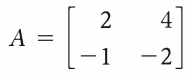 A = [ 2 4
-1 -2 ]